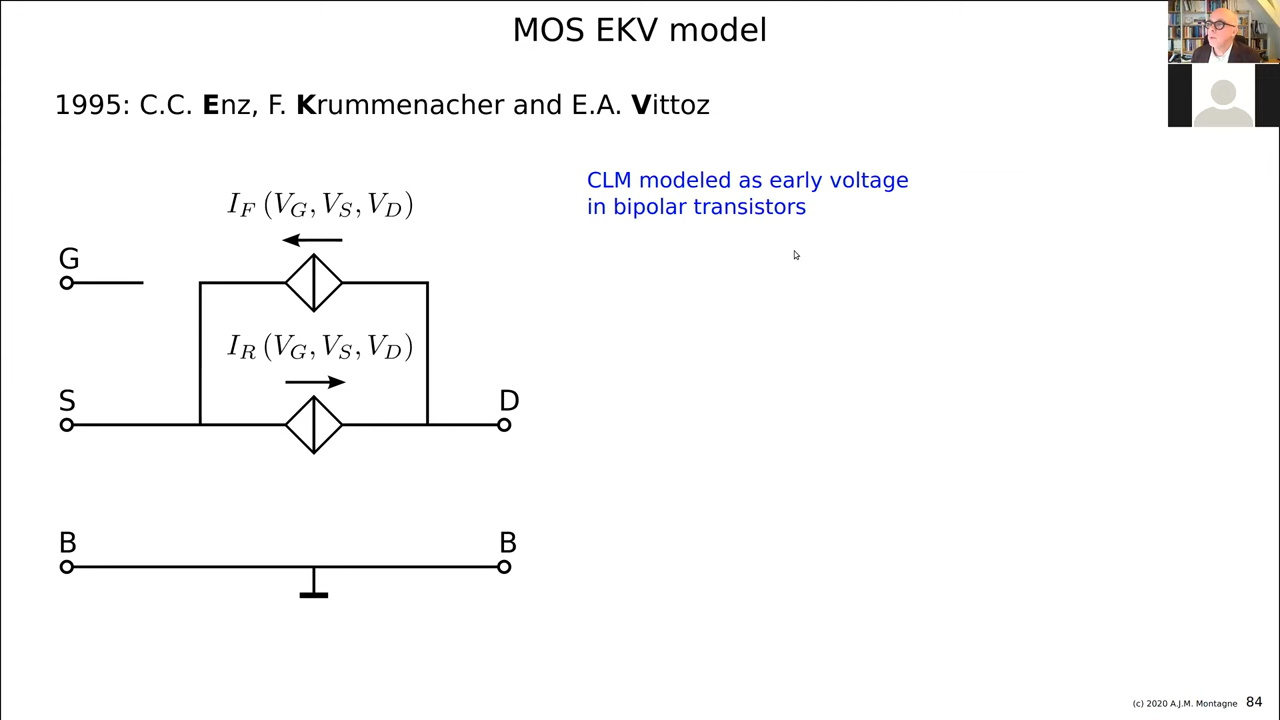 MOS EKV model
1995: C.C. Enz, F. Krummenacher and E.A. Vittoz
CLM modeled as early voltage
in bipolar transistors
I_F (V_G, V_S, V_D)
G
I_R (V_G, V_S, V_D)
S D
B B
(c) 2020 A.J.M. Montagne 84